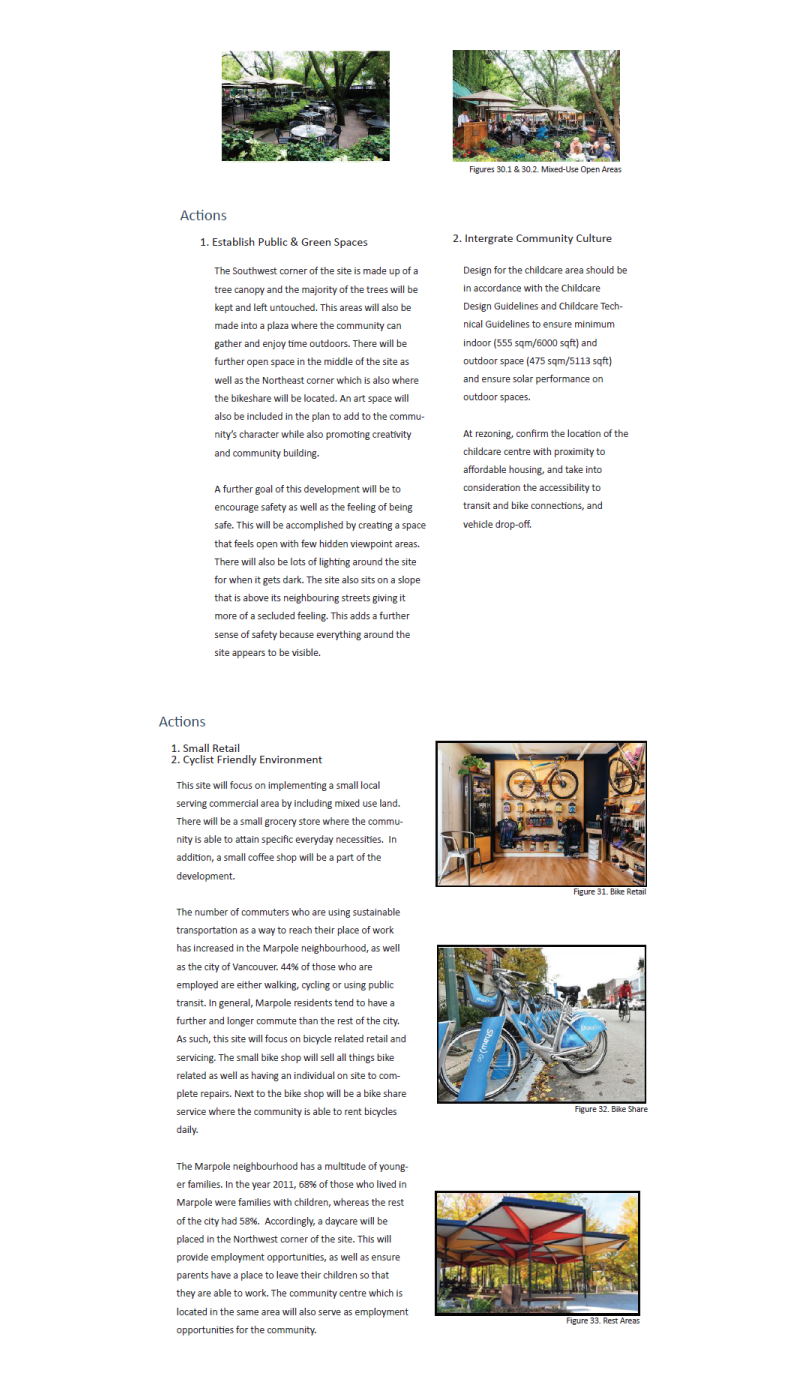 Figures 30.1 & 30.2. Mixed-Use Open Areas
Actions
1. Establish Public & Green Spaces
The Southwest corner of the site is made up of a
tree canopy and the majority of the trees will be
kept and left untouched. This areas will also be
made into a plaza where the community can
gather and enjoy time outdoors. There will be
further open space in the middle of the site as
well as the Northeast corner which is also where
the bikeshare will be located. An art space will
also be included in the plan to add to the commu-
nity's character while also promoting creativity
and community building.
A further goal of this development will be to
encourage safety as well as the feeling of being
safe. This will be accomplished by creating a space
that feels open with few hidden viewpoint areas.
There will also be lots of lighting around the site
for when it gets dark. The site also sits on a slope
that is above its neighbouring streets giving it
more of a secluded feeling. This adds a further
sense of safety because everything around the
site appears to be visible.
2. Intergrate Community Culture
Design for the childcare area should be
in accordance with the Childcare
Design Guidelines and Childcare Tech-
nical Guidelines to ensure minimum
indoor (555 sqm/6000 sqft) and
outdoor space (475 sqm/5113 sqft)
and ensure solar performance on
outdoor spaces.
At rezoning, confirm the location of the
childcare centre with proximity to
affordable housing, and take into
consideration the accessibility to
transit and bike connections, and
vehicle drop-off.
Actions
1. Small Retail
2. Cyclist Friendly Environment
This site will focus on implementing a small local
serving commercial area by including mixed use land.
There will be a small grocery store where the commu-
nity is able to attain specific everyday necessities. In
addition, a small coffee shop will be a part of the
development.
The number of commuters who are using sustainable
transportation as a way to reach their place of work
has increased in the Marpole neighbourhood, as well
as the city of Vancouver. 44% of those who are
employed are either walking, cycling or using public
transit. In general, Marpole residents tend to have a
further and longer commute than the rest of the city.
As such, this site will focus on bicycle related retail and
servicing. The small bike shop will sell all things bike
related as well as having an individual on site to com-
plete repairs. Next to the bike shop will be a bike share
service where the community is able to rent bicycles
daily.
The Marpole neighbourhood has a multitude of young-
er families. In the year 2011, 68% of those who lived in
Marpole were families with children, whereas the rest
of the city had 58%. Accordingly, a daycare will be
placed in the Northwest corner of the site. This will
provide employment opportunities, as well as ensure
parents have a place to leave their children so that
they are able to work. The community centre which is
located in the same area will also serve as employment
opportunities for the community.
Figure 31. Bike Retail
Shaw) Go
Figure 32. Bike Share
Figure 33. Rest Areas